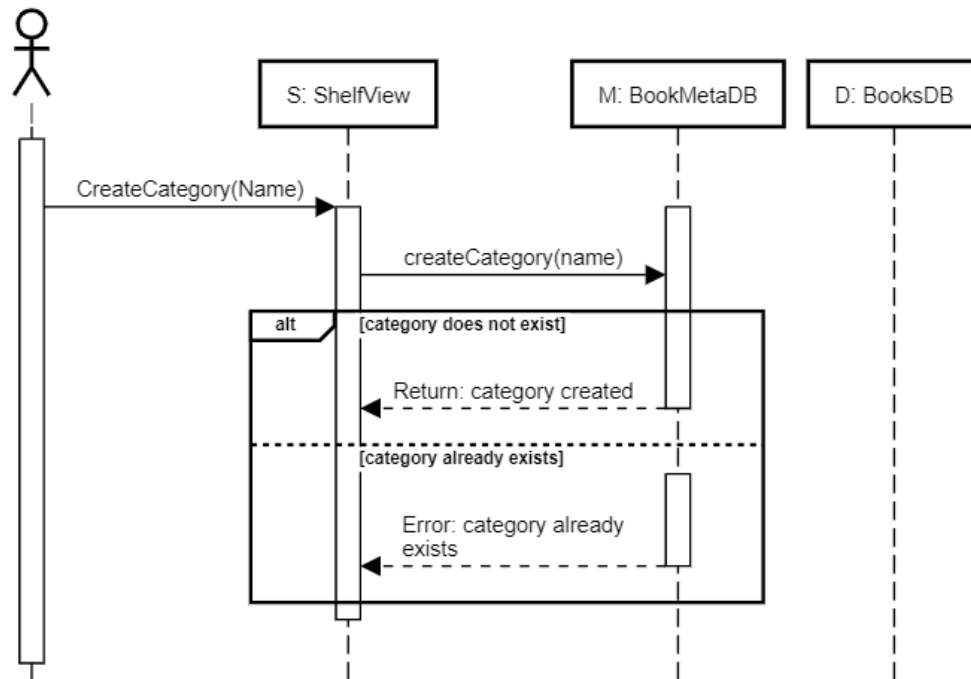 S: ShelfView
M: BookMetaDB
D: BooksDB
CreateCategory(Name)
createCategory(name)
alt
[category does not exist]
Return: category created
[category already exists]
Error: category already
exists